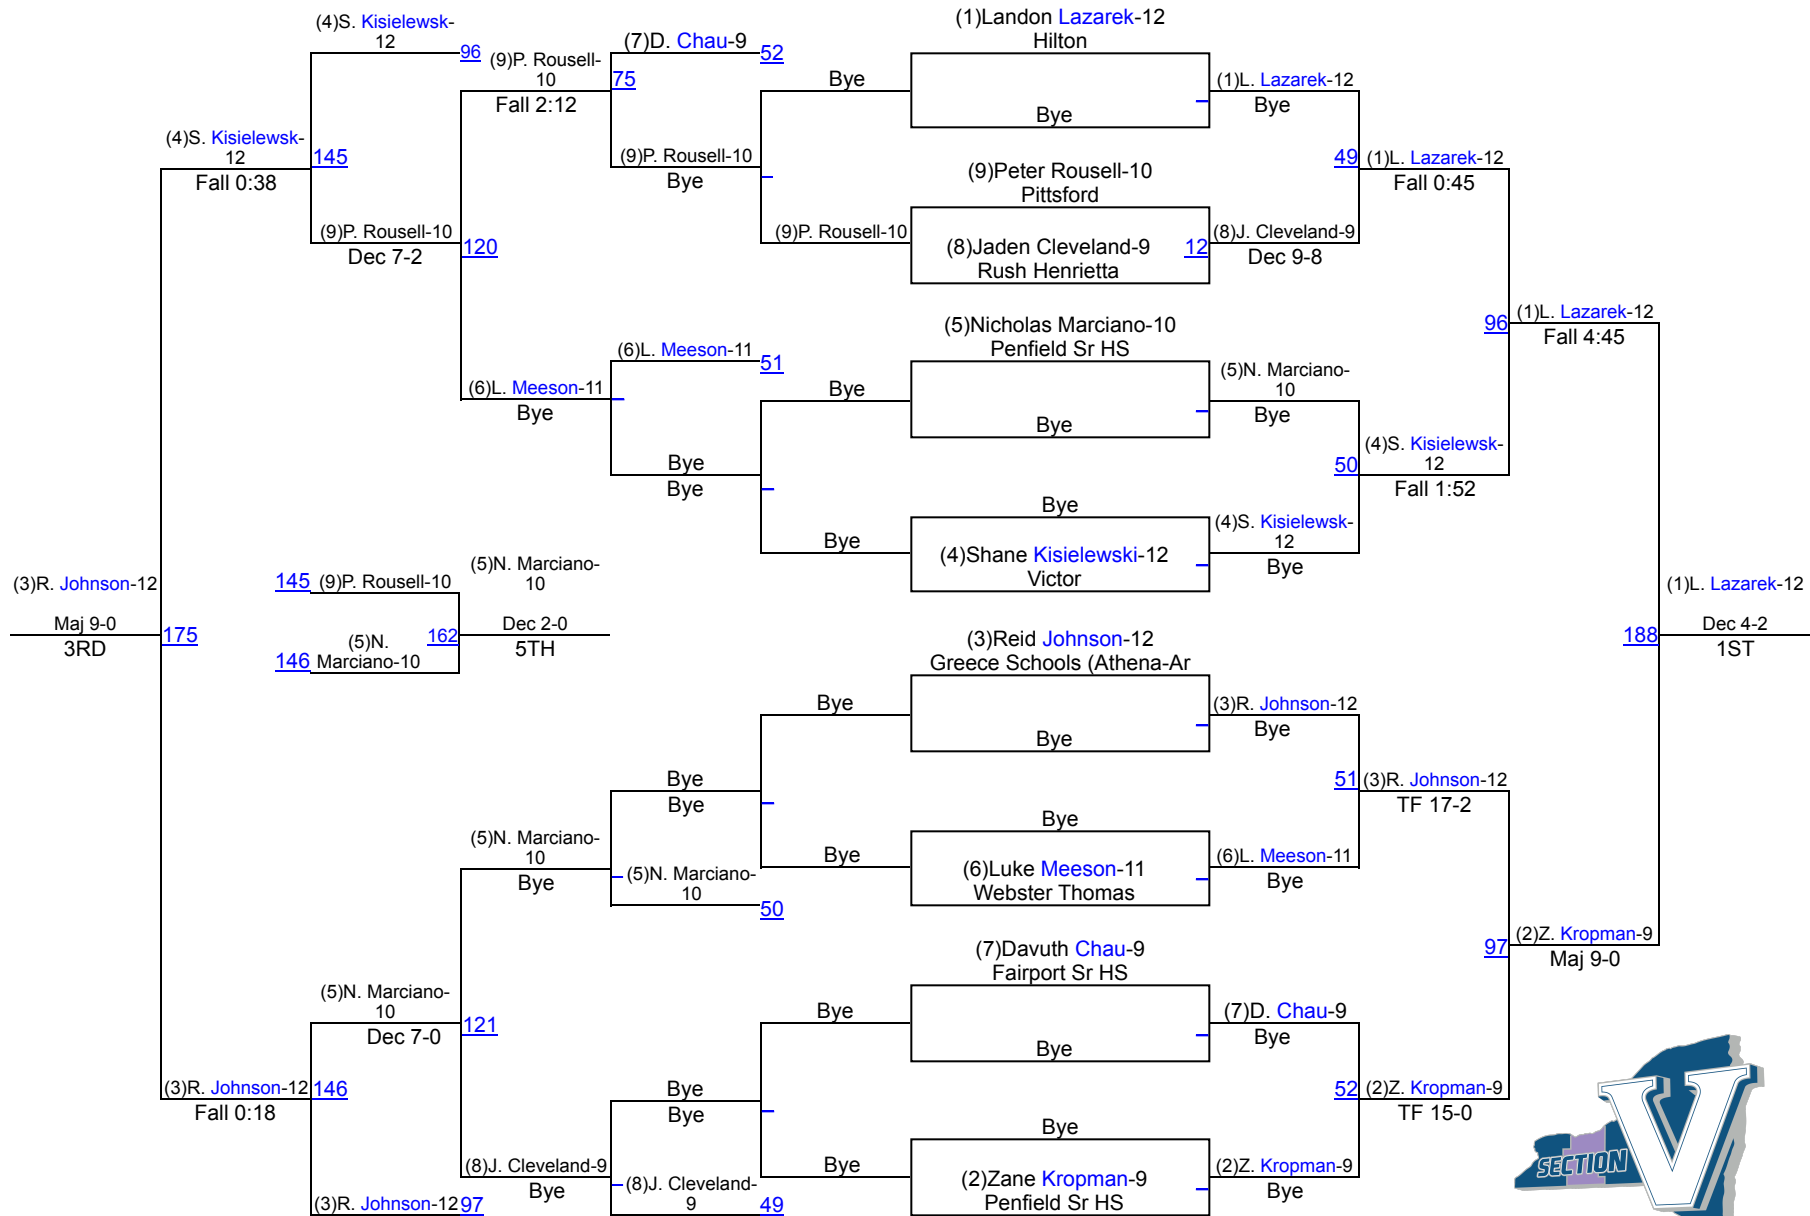 (1)Landon Lazarek-12
Hilton
Bye
(9)Peter Rousell-10
Pittsford
(8)Jaden Cleveland-9
Rush Henrietta
12
(5)Nicholas Marciano-10
Penfield Sr HS
Bye
Bye
(4)Shane Kisielewski-12
Victor
(3)Reid Johnson-12
Greece Schools (Athena-Ar
Bye
Bye
(6)Luke Meeson-11
Webster Thomas
(7)Davuth Chau-9
Fairport Sr HS
Bye
Bye
(2)Zane Kropman-9
Penfield Sr HS
(1)L. Lazarek-12
Bye
49
(8)J. Cleveland-9
Dec 9-8
(5)N. Marciano-
10
Bye
50
(4)S. Kisielewsk-
12
Bye
(3)R. Johnson-12
Bye
51
(6)L. Meeson-11
Bye
(7)D. Chau-9
Bye
52
(2)Z. Kropman-9
Bye
(1)L. Lazarek-12
Fall 0:45
96
(4)S. Kisielewsk-
12
Fall 1:52
(3)R. Johnson-12
TF 17-2
97
(2)Z. Kropman-9
TF 15-0
(1)L. Lazarek-12
Fall 4:45
188
(2)Z. Kropman-9
Maj 9-0
(1)L. Lazarek-12
Dec 4-2
1ST
Bye
(9)P. Rousell-10
Bye
Bye
Bye
Bye
Bye
Bye
(7)D. Chau-9
52
75
(9)P. Rousell-10
Bye
(6)L. Meeson-11
51
Bye
Bye
Bye
Bye
(5)N. Marciano-
10
50
Bye
Bye
(8)J. Cleveland-
9
49
(9)P. Rousell-
10
Fall 2:12
120
(6)L. Meeson-11
Bye
(5)N. Marciano-
10
Bye
121
(8)J. Cleveland-9
Bye
(4)S. Kisielewsk-
12
96
145
(9)P. Rousell-10
Dec 7-2
(5)N. Marciano-
10
Dec 7-0
146
(3)R. Johnson-12
97
(4)S. Kisielewsk-
12
Fall 0:38
175
(3)R. Johnson-12
Fall 0:18
(3)R. Johnson-12
Maj 9-0
3RD
145
(9)P. Rousell-10
162
146
(5)N.
Marciano-10
(5)N. Marciano-
10
Dec 2-0
5TH
SECTION
V